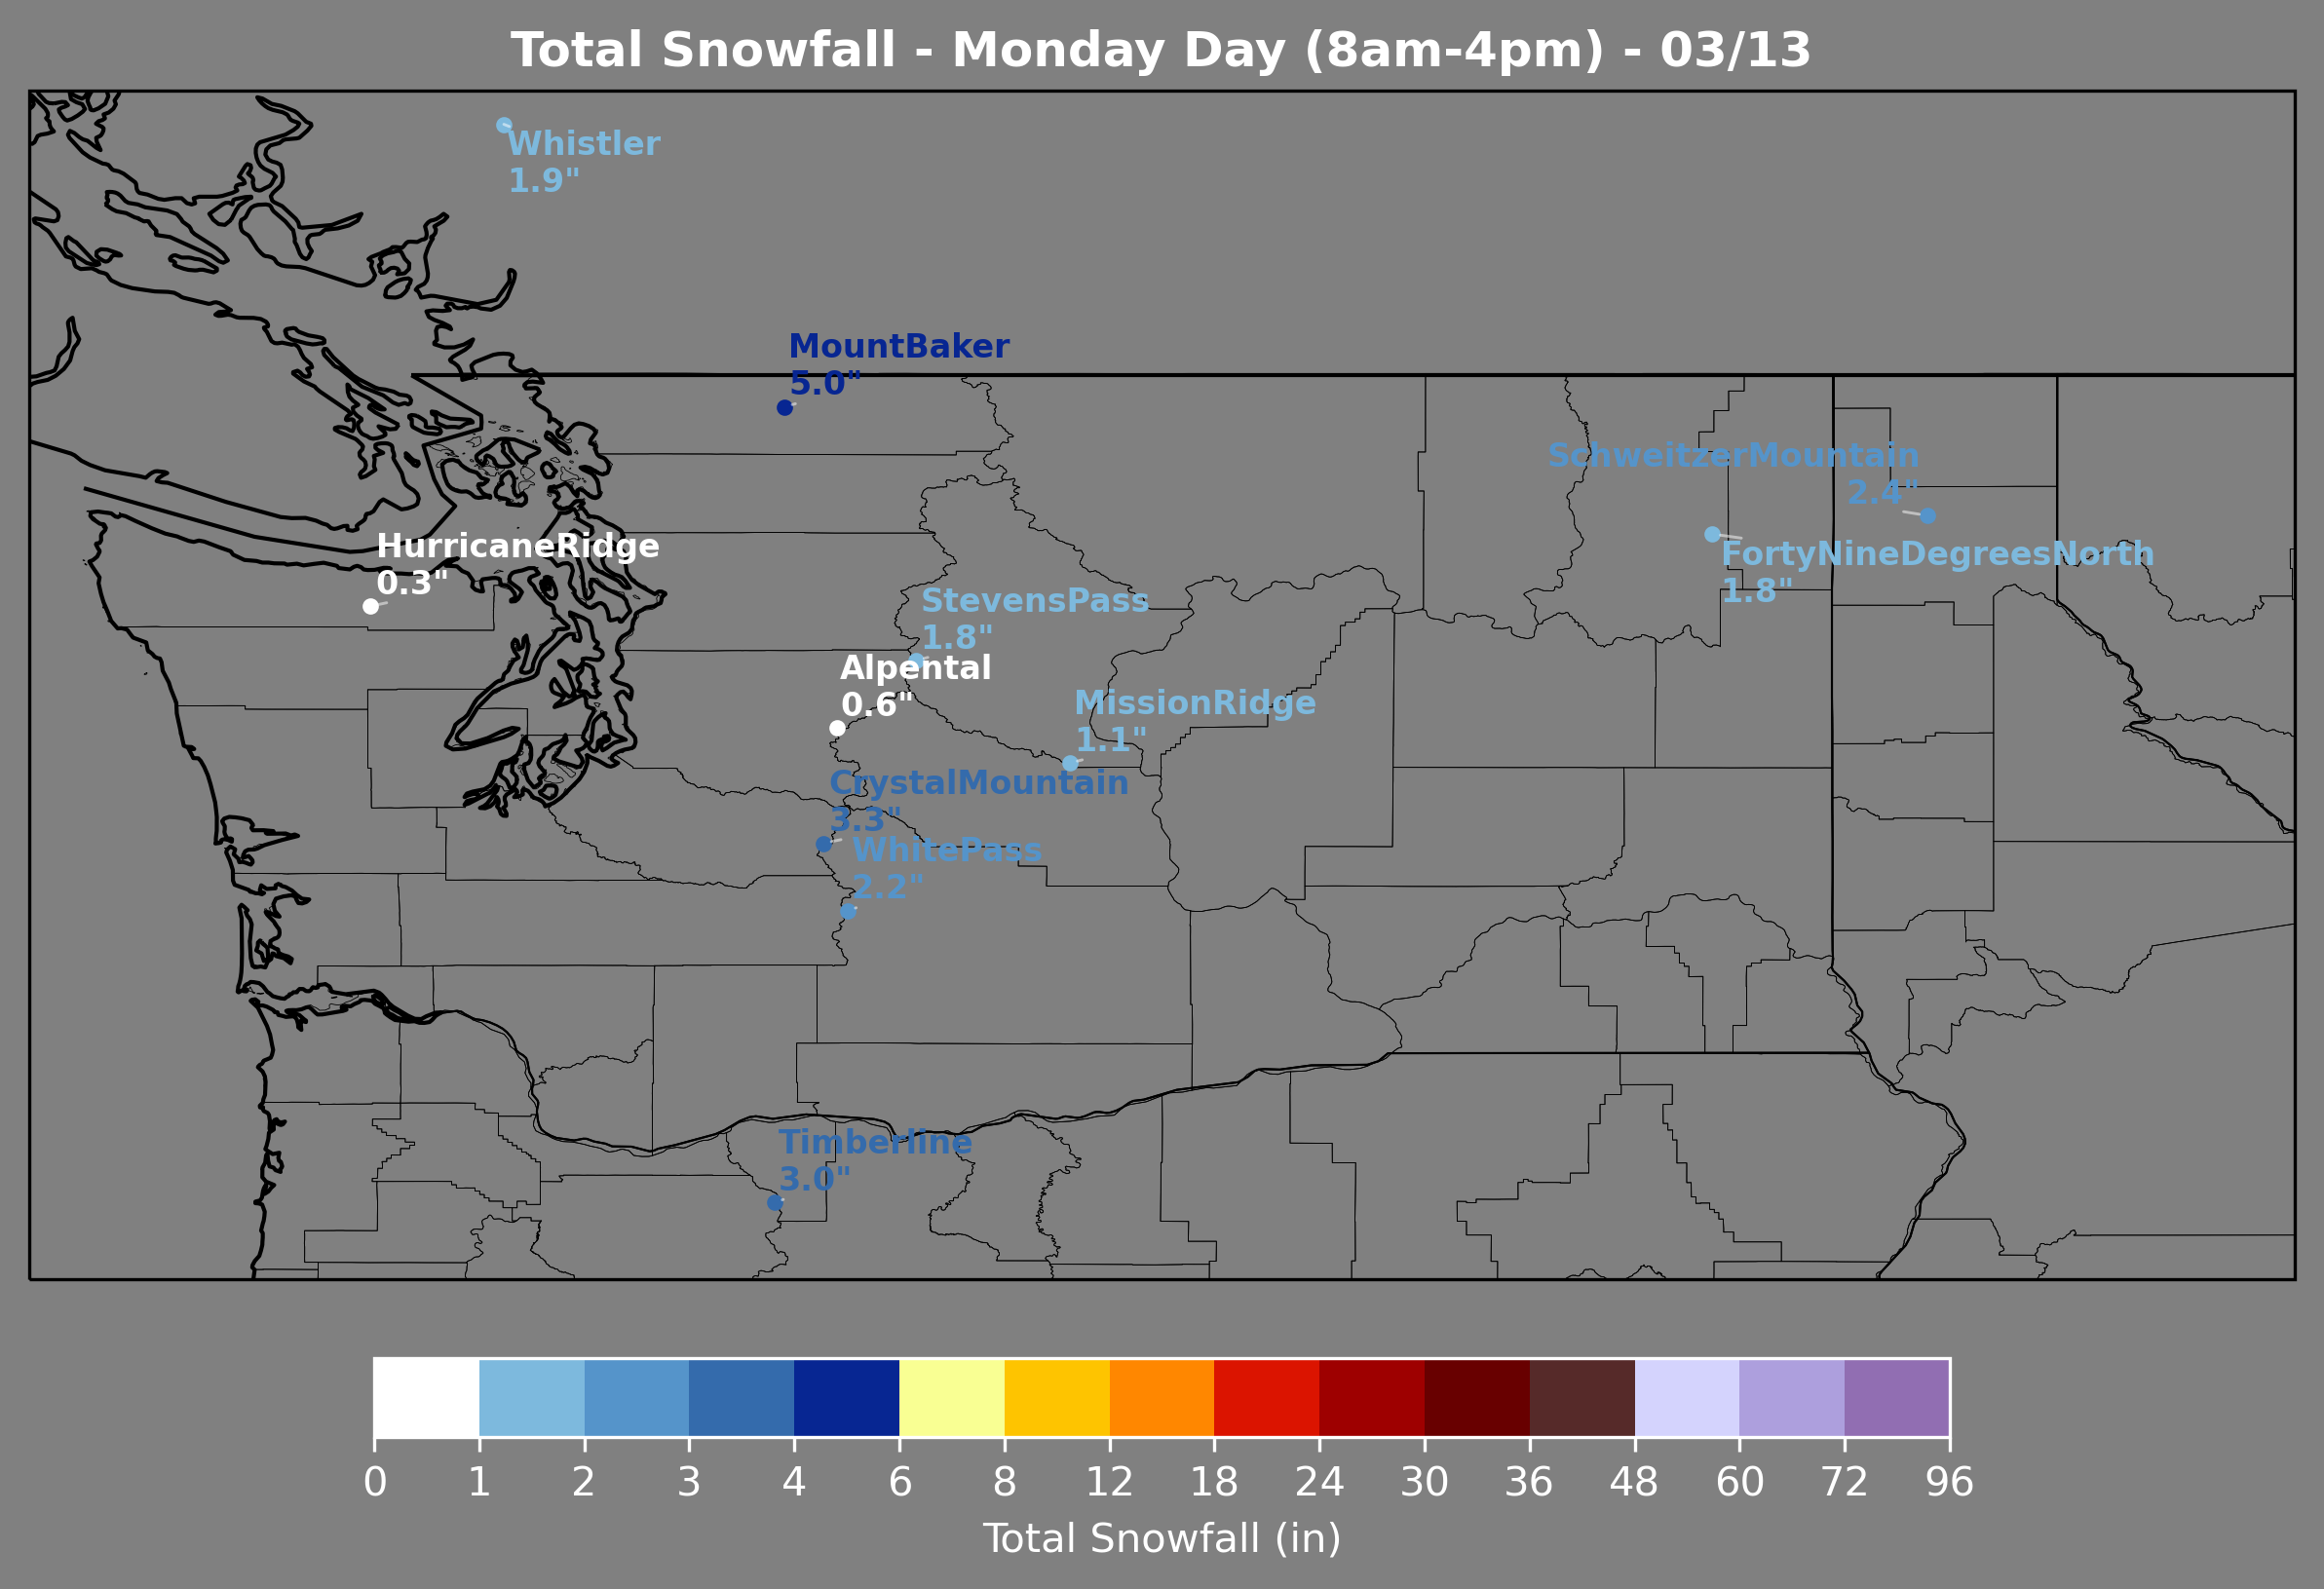 Total Snowfall - Monday Day (8am-4pm) - 03/13
Whistler
1.9"
MountBaker
5.0"
SchweitzerMountain
2.4"
HurricaneRidge
0.3"
FortyNineDegreesNorth
1.8"
StevensPass
1.8"
Alpental
0.6"
MissionRidge
1.1"
CrystalMountain
3.3"
WhitePass
2.2"
Timberline
3.0"
0 1 2 3 4 6 8 12 18 24 30 36 48 60 72 96
Total Snowfall (in)